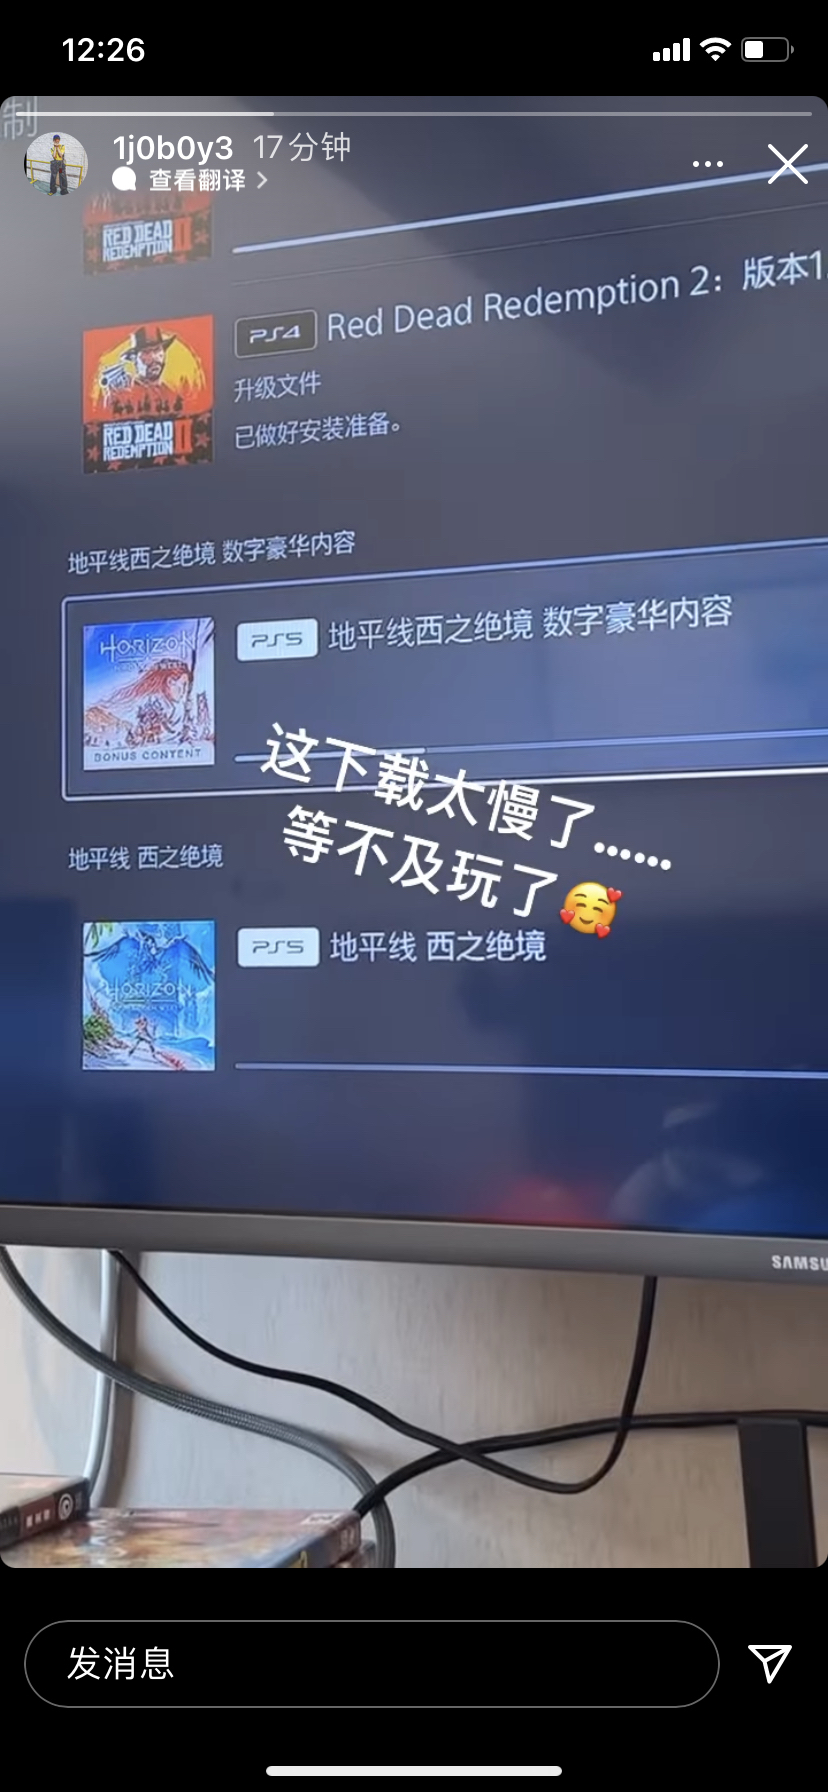 12:26
制
1j0b0y3 17分钟
查看翻译
RED DEAD
REDEMPTION II
PS4 Red Dead Redemption 2：版本1.
升级文件
已做好安装准备。
RED DEAD
REDEMPTION II
地平线西之绝境 数字豪华内容
PS5 地平线西之绝境 数字豪华内容
HORIZON
BONUS CONTENT
这下载太慢了......
等不及玩了🥰
地平线 西之绝境
PS5 地平线 西之绝境
HORIZON
SAMSU
发消息